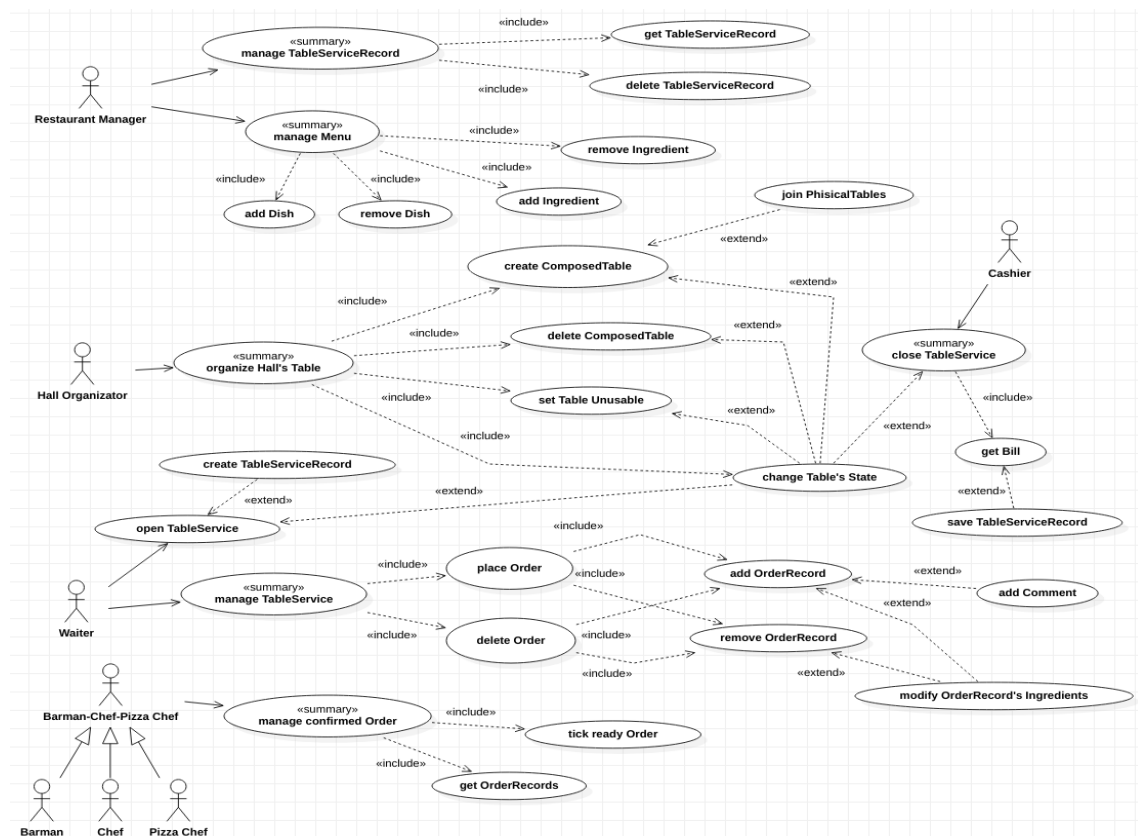 «include»
get TableServiceRecord
«summary»
manage TableServiceRecord
delete TableServiceRecord
«include»
Restaurant Manager
«summary»
manage Menu
«include»
remove Ingredient
«include»
«include»
«include»
add Ingredient
add Dish
remove Dish
join PhisicalTables
«extend»
Cashier
create ComposedTable
«extend»
«include»
«include»
delete ComposedTable
«extend»
«summary»
close TableService
«summary»
organize Hall's Table
Hall Organizator
«include»
set Table Unusable
«extend»
«include»
«extend»
«include»
get Bill
create TableServiceRecord
change Table's State
«extend»
«extend»
«extend»
open TableService
save TableServiceRecord
«include»
place Order
«include»
«include»
add OrderRecord
«extend»
add Comment
«summary»
manage TableService
Waiter
«extend»
«include»
delete Order
«include»
remove OrderRecord
«include»
«extend»
modify OrderRecord's Ingredients
Barman-Chef-Pizza Chef
«summary»
manage confirmed Order
«include»
tick ready Order
«include»
get OrderRecords
Barman
Chef
Pizza Chef